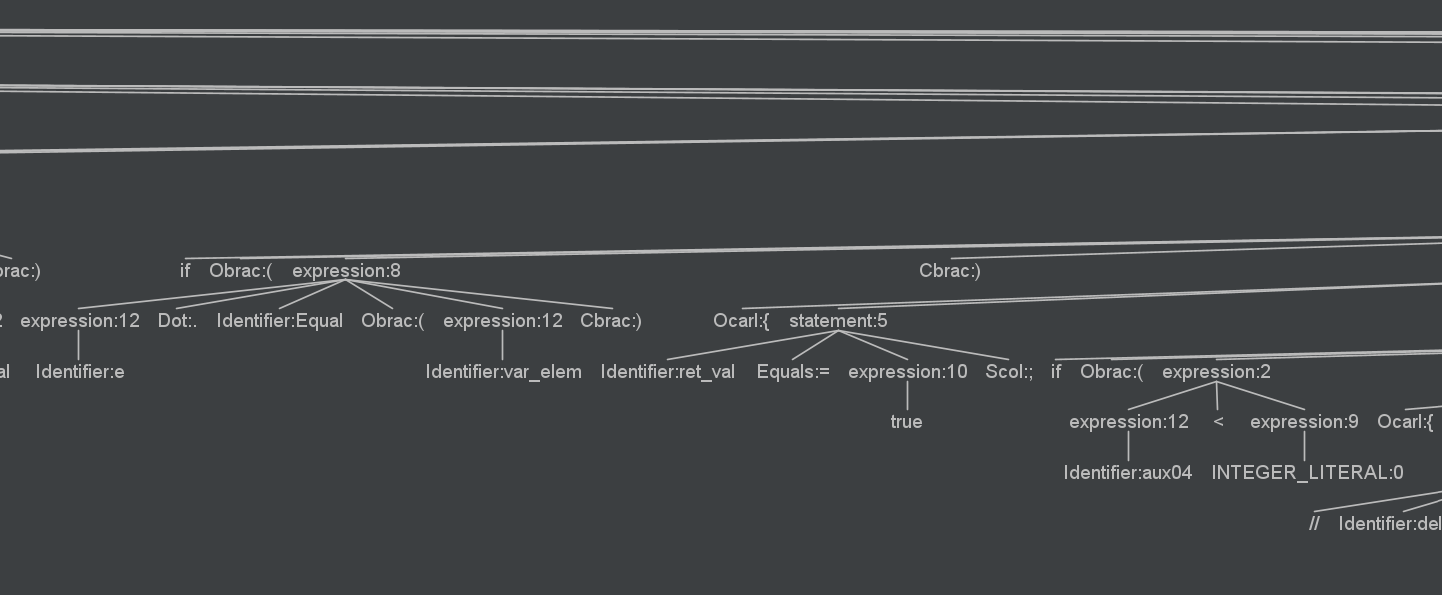 if Obrac:( expression:8 Cbrac:)
expression:12 Dot:. Identifier:Equal Obrac:( expression:12 Cbrac:) Ocarl:{ statement:5
Identifier:e Identifier:var_elem Identifier:ret_val Equals:= expression:10 Scol:; if Obrac:( expression:2
true expression:12 < expression:9 Ocarl:{
Identifier:aux04 INTEGER_LITERAL:0
// Identifier:del